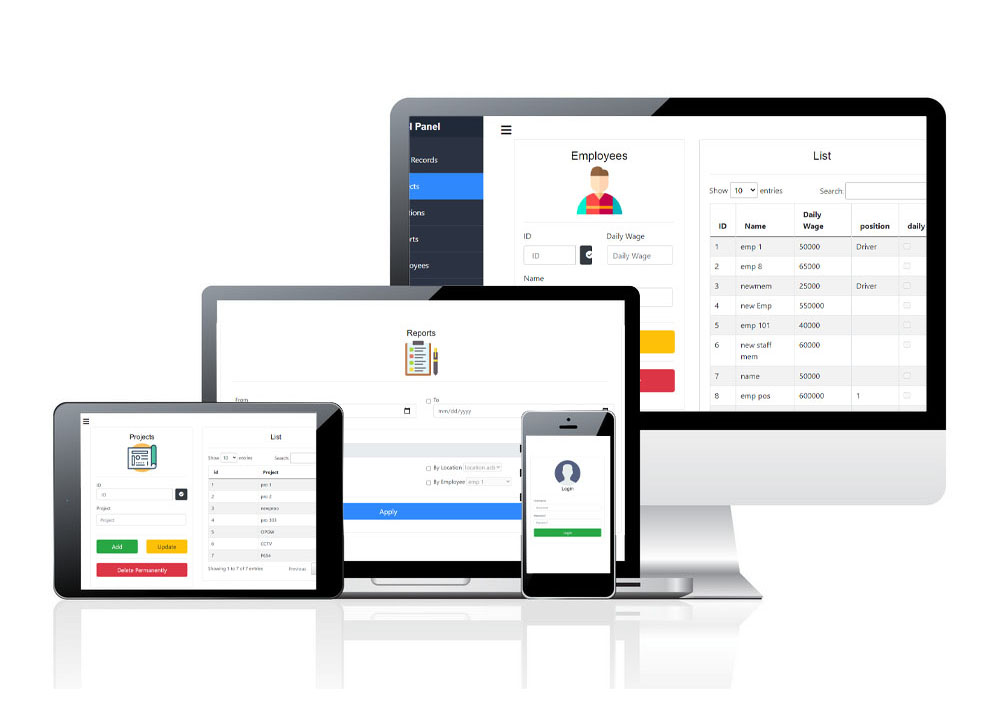 l Panel
Records
cts
tions
rts
oyees
Employees
ID
Daily Wage
ID
Daily Wage
Name
List
Show 10 entries Search:
ID Name Daily Wage position daily
1 emp 1 50000 Driver
2 emp 8 65000
3 newmem 25000 Driver
4 new Emp 550000
5 emp 101 40000
6 new staff mem 60000
7 name 50000
8 emp pos 600000 1
Reports
From
To
mm/dd/yyyy
By Location
By Employee emp 1
Apply
Projects
ID
ID
Project
Project
Add
Update
Delete Permanently
List
Show 10 entries Search:
Id Project
1 pro 1
2 pro 2
3
4 pro 303
5
6 CCTV
7
Showing 1 to 7 of 7 entries Previous
Login
Login